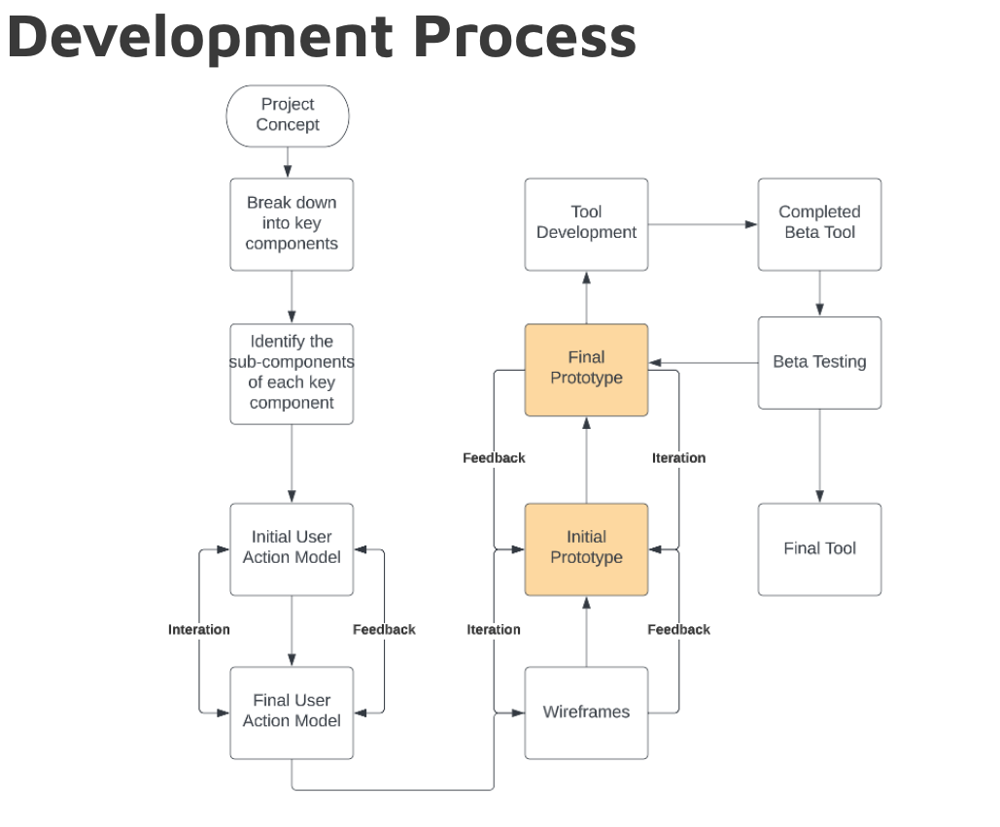 Development Process
Project
Concept
Break down
into key
components
Identify the
sub-components
of each key
component
Initial User
Action Model
Interation
Feedback
Final User
Action Model
Tool
Development
Completed
Beta Tool
Final
Prototype
Beta Testing
Feedback
Iteration
Initial
Prototype
Final Tool
Iteration
Feedback
Wireframes